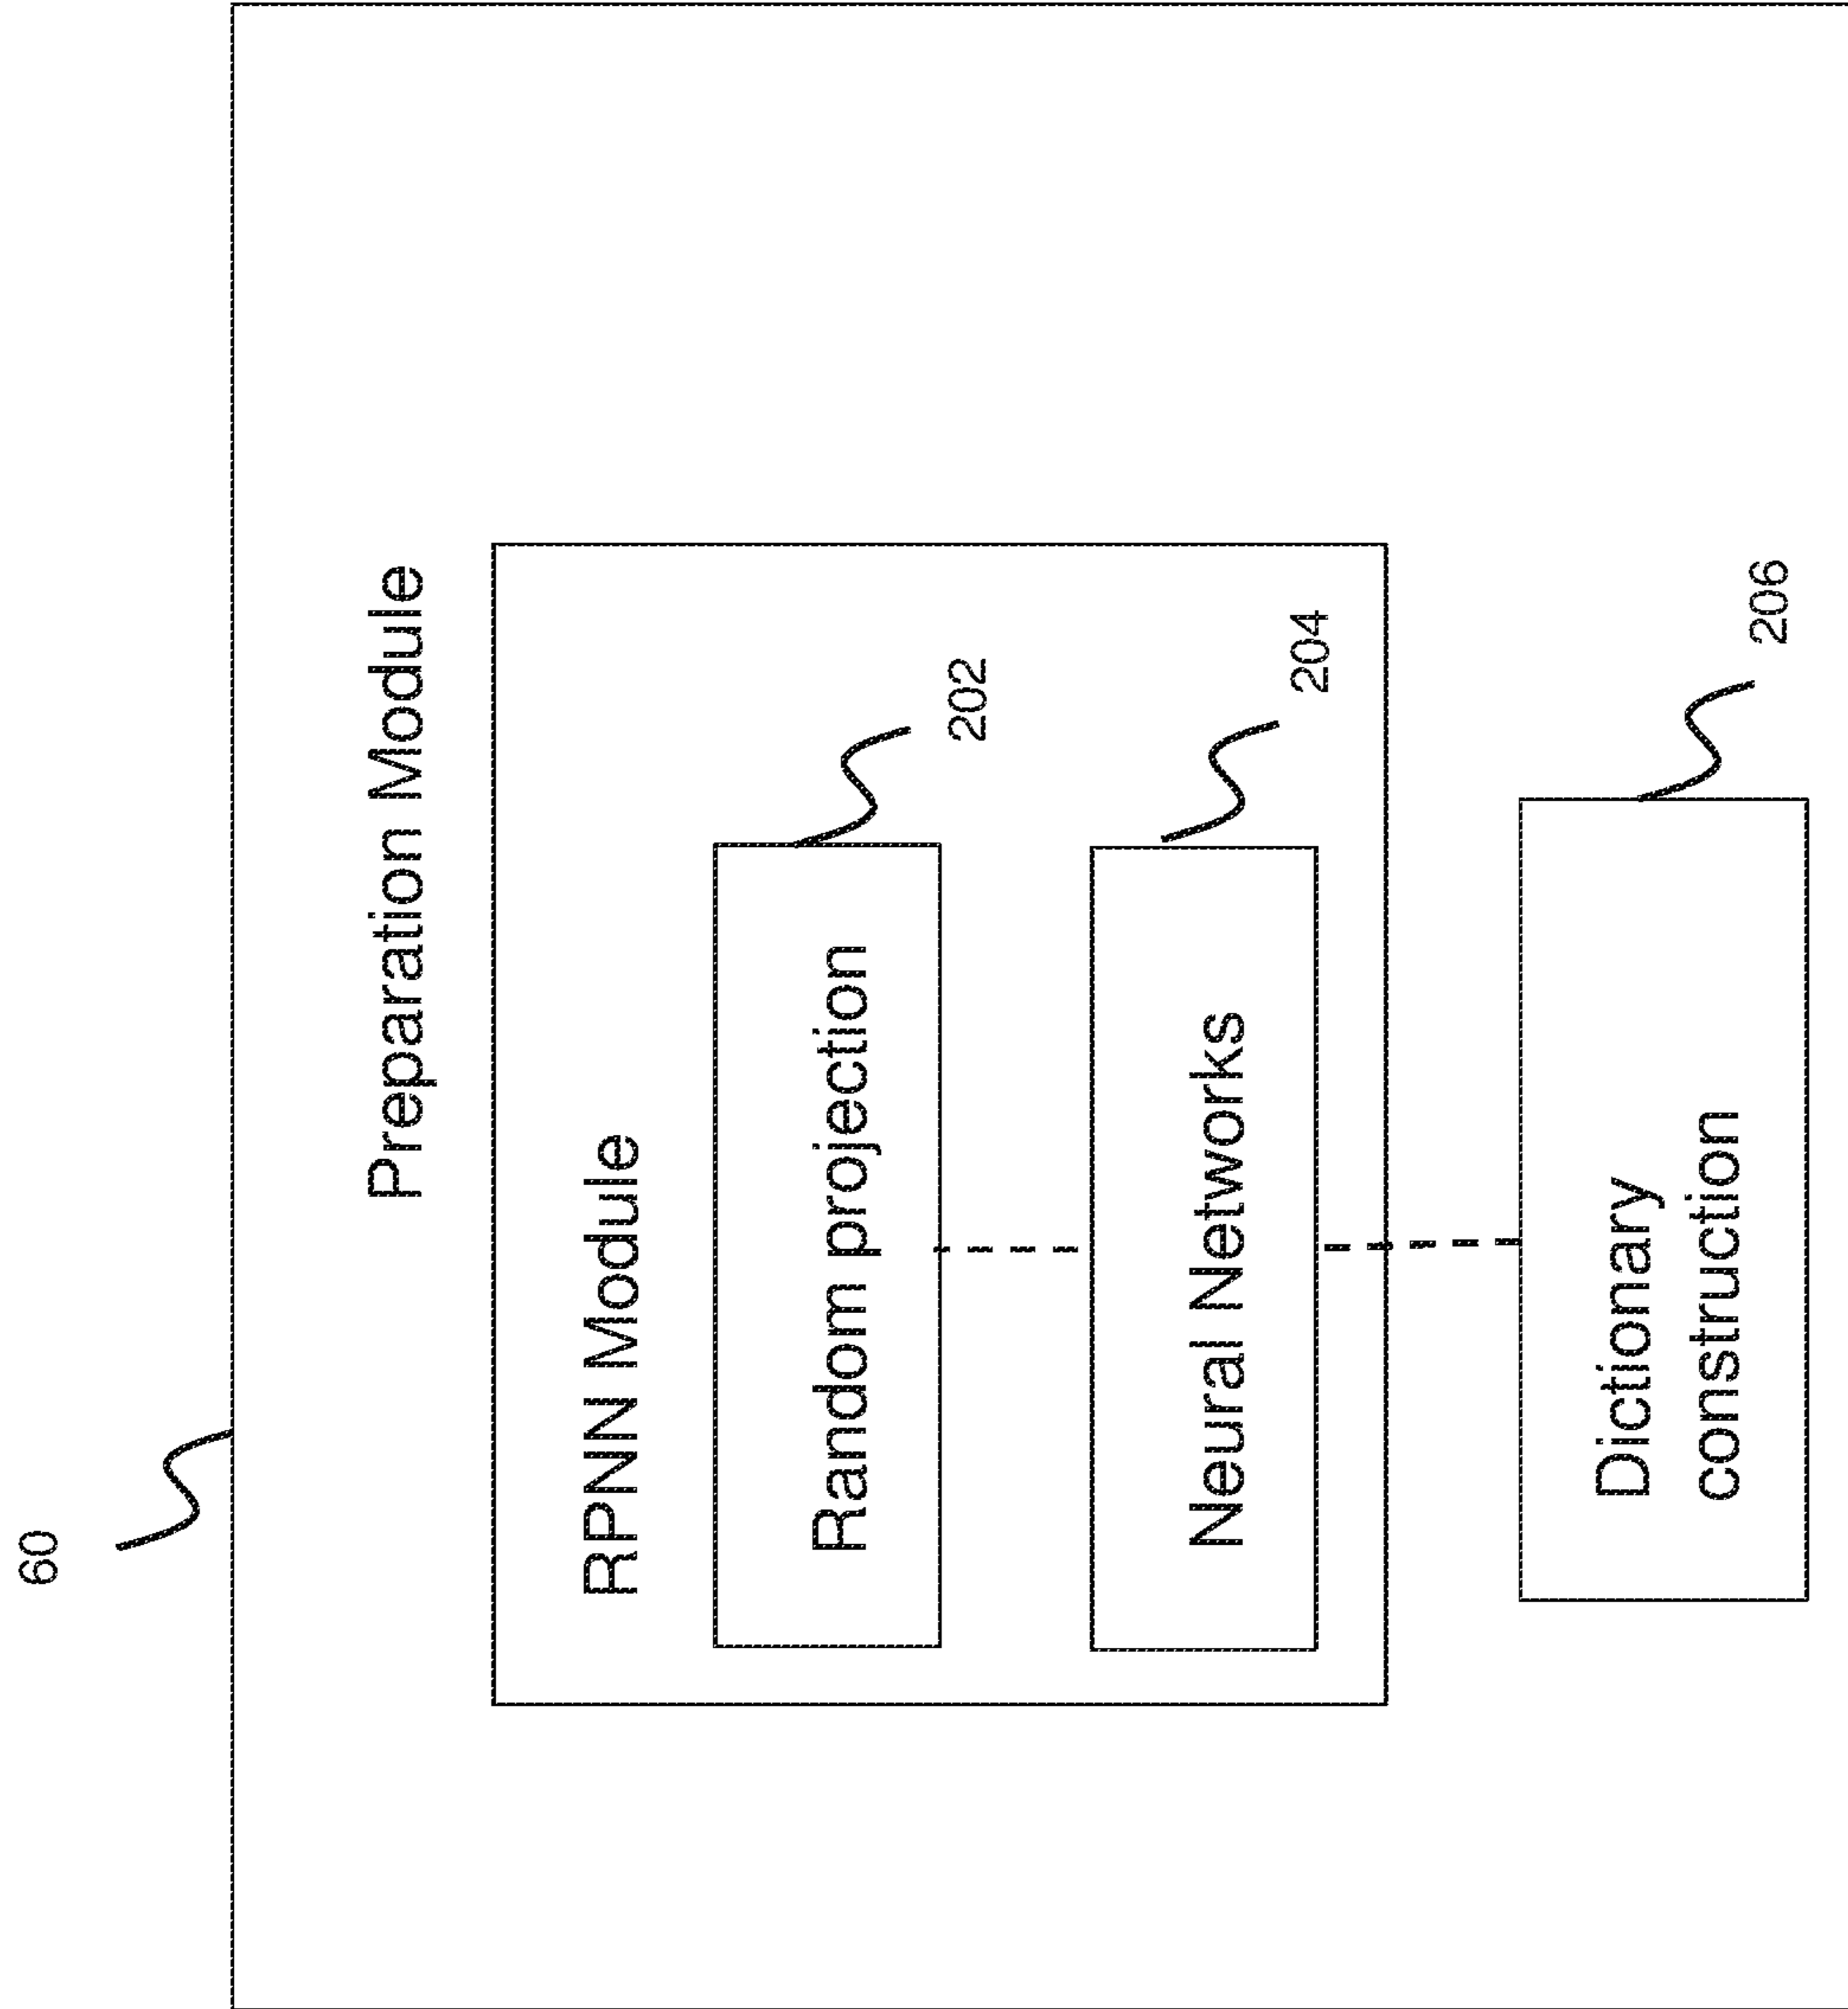 60
Preparation Module
RPNN Module
Random projection
202
Neural Networks
204
Dictionary
construction
206